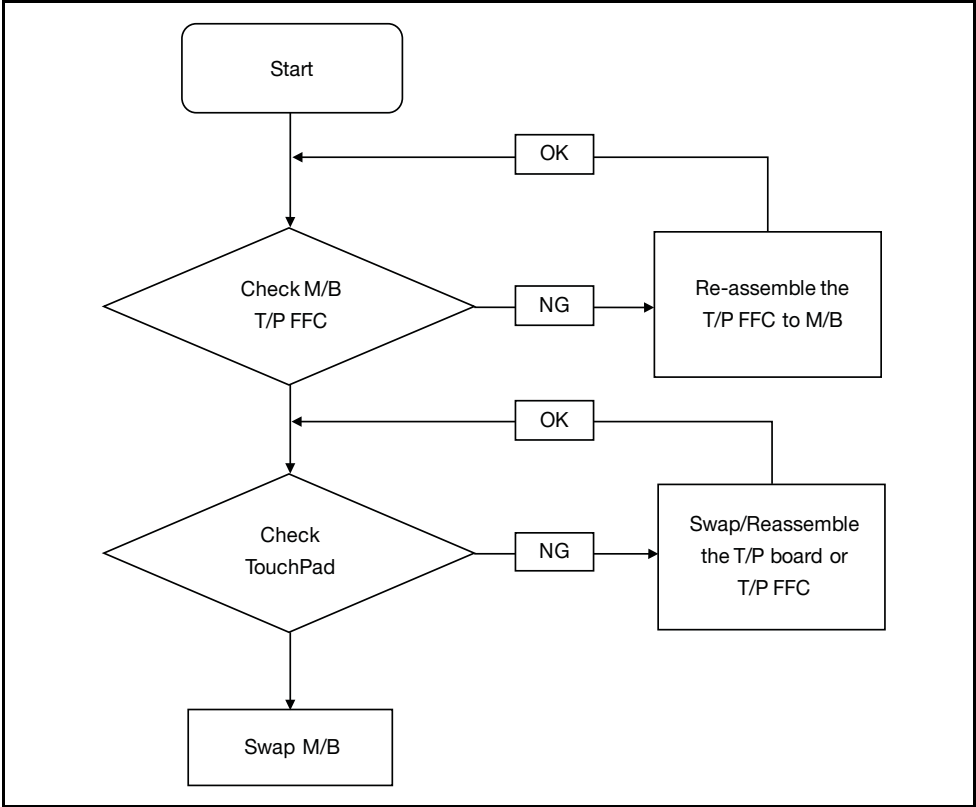 Start
OK
Check M/B
T/P FFC
NG
Re-assemble the
T/P FFC to M/B
OK
Check
TouchPad
NG
Swap/Reassemble
the T/P board or
T/P FFC
Swap M/B